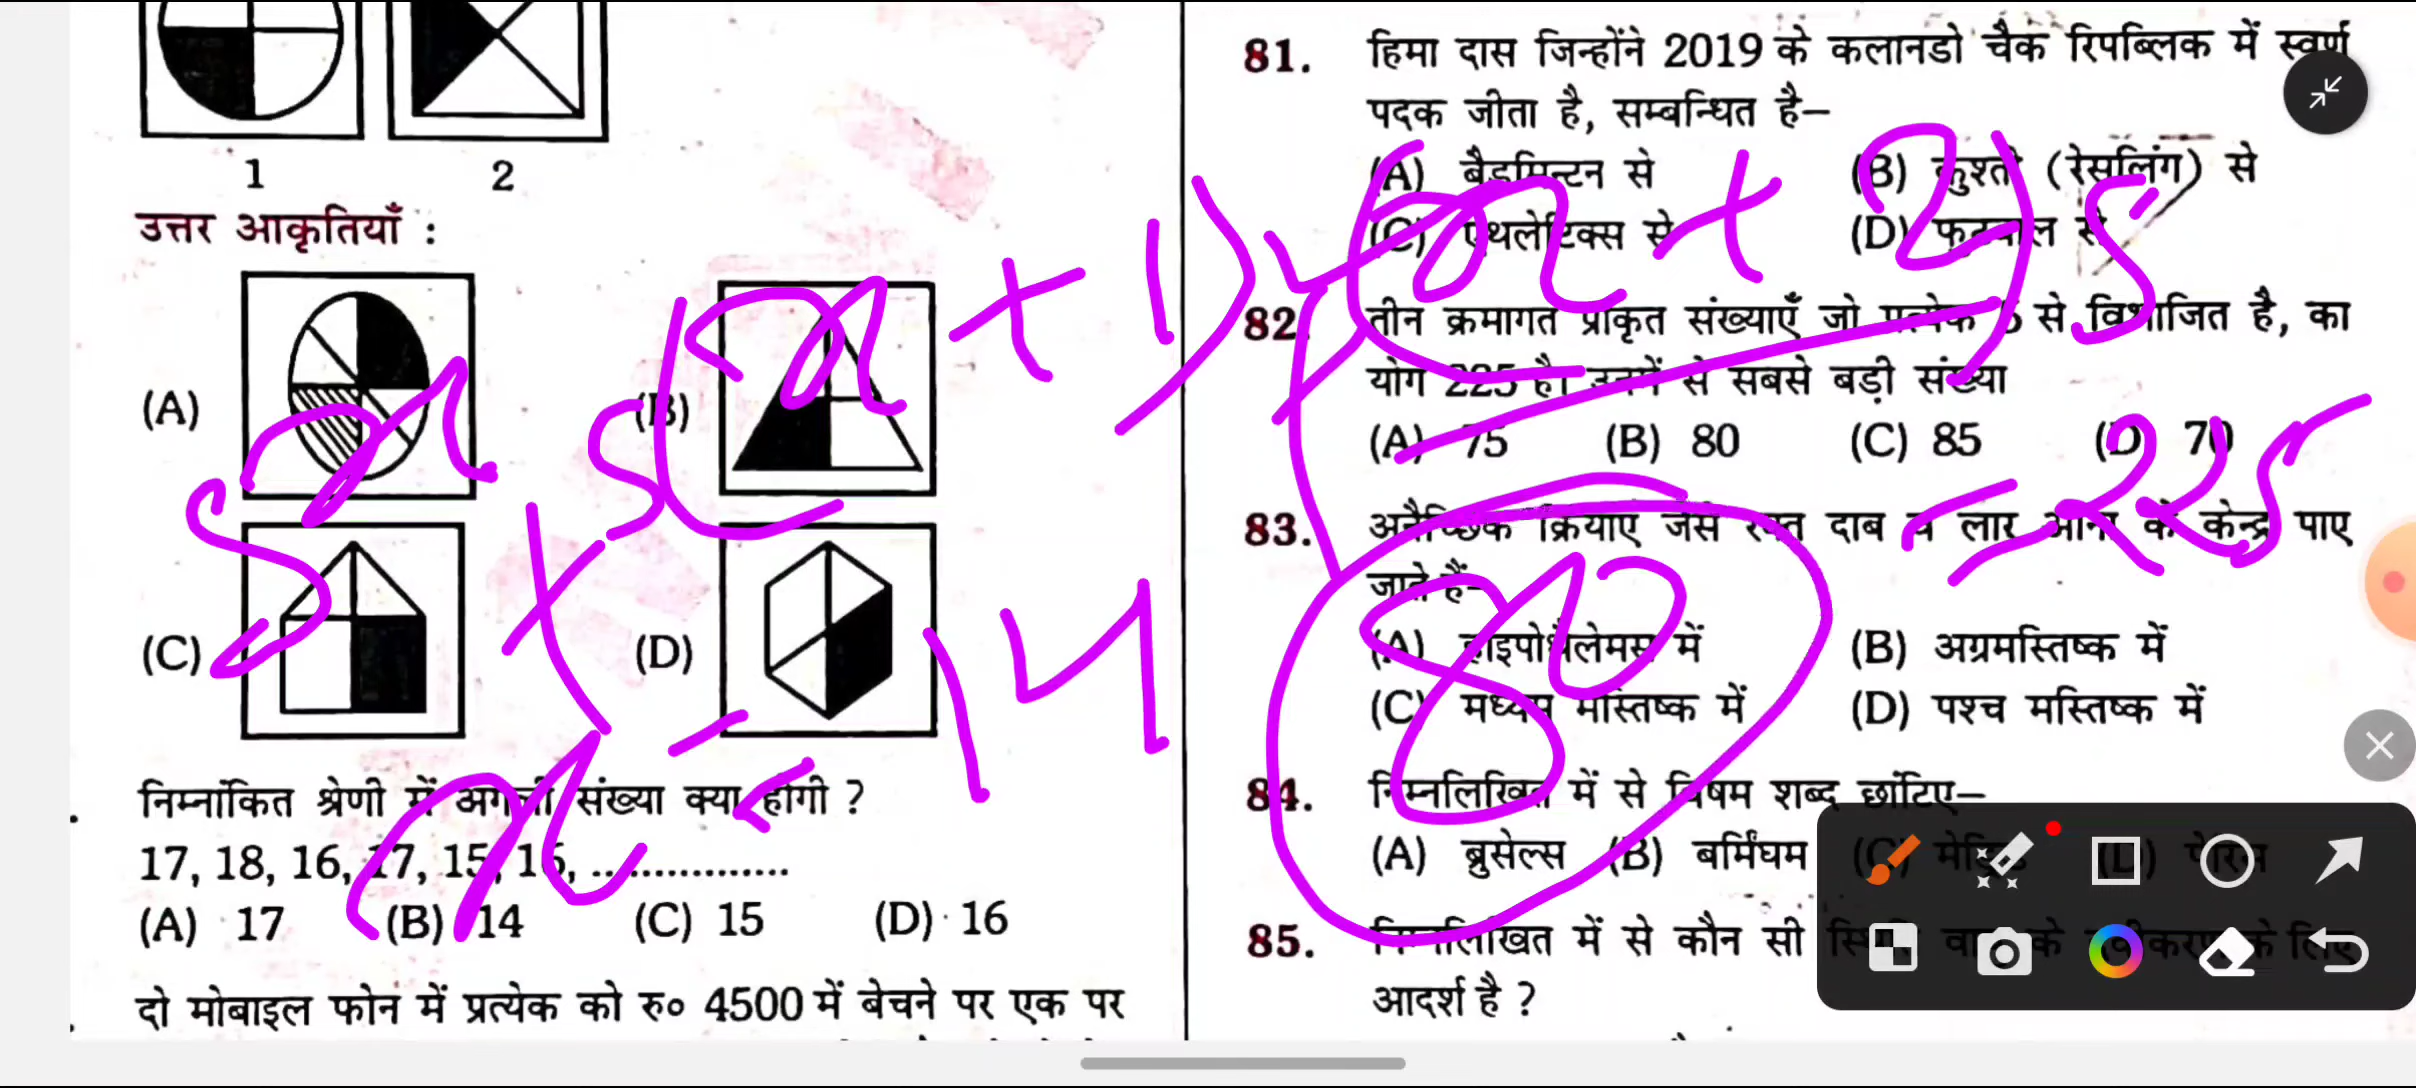 1 2
उत्तर आकृतियाँ :
(A) (B)
(C) (D)
निम्नांकित श्रेणी में अगली संख्या क्या होगी ?
17, 18, 16, 17, 15, 16, ..................
(A) 17 (B) 14 (C) 15 (D) 16
दो मोबाइल फोन में प्रत्येक को रु० 4500 में बेचने पर एक पर
81. हिमा दास जिन्होंने 2019 के कलानडो चैक रिपब्लिक में स्वर्ण
पदक जीता है, सम्बन्धित है–
(A) बैडमिन्टन से (B) कुश्ती (रेसलिंग) से
(C) एथलेटिक्स से (D) फुटबाल से
82. तीन क्रमागत प्राकृत संख्याएँ जो प्रत्येक 5 से विभाजित है, का
योग 225 है। उनमें से सबसे बड़ी संख्या
(A) 75 (B) 80 (C) 85 (D) 70
83. अनैच्छिक क्रियाएं जैसे रक्त दाब व लार आना के केन्द्र पाए
जाते हैं–
(A) हाइपोथैलेमस में (B) अग्रमस्तिष्क में
(C) मध्यम मस्तिष्क में (D) पश्च मस्तिष्क में
84. निम्नलिखित में से विषम शब्द छांटिए–
(A) ब्रुसेल्स (B) बर्मिंघम (C) (D) पेरिस
85. निम्नलिखित में से कौन सी के लिए
आदर्श है ?
5x + 5(x + 1) + (x + 2)5
= 225
x = 14
80